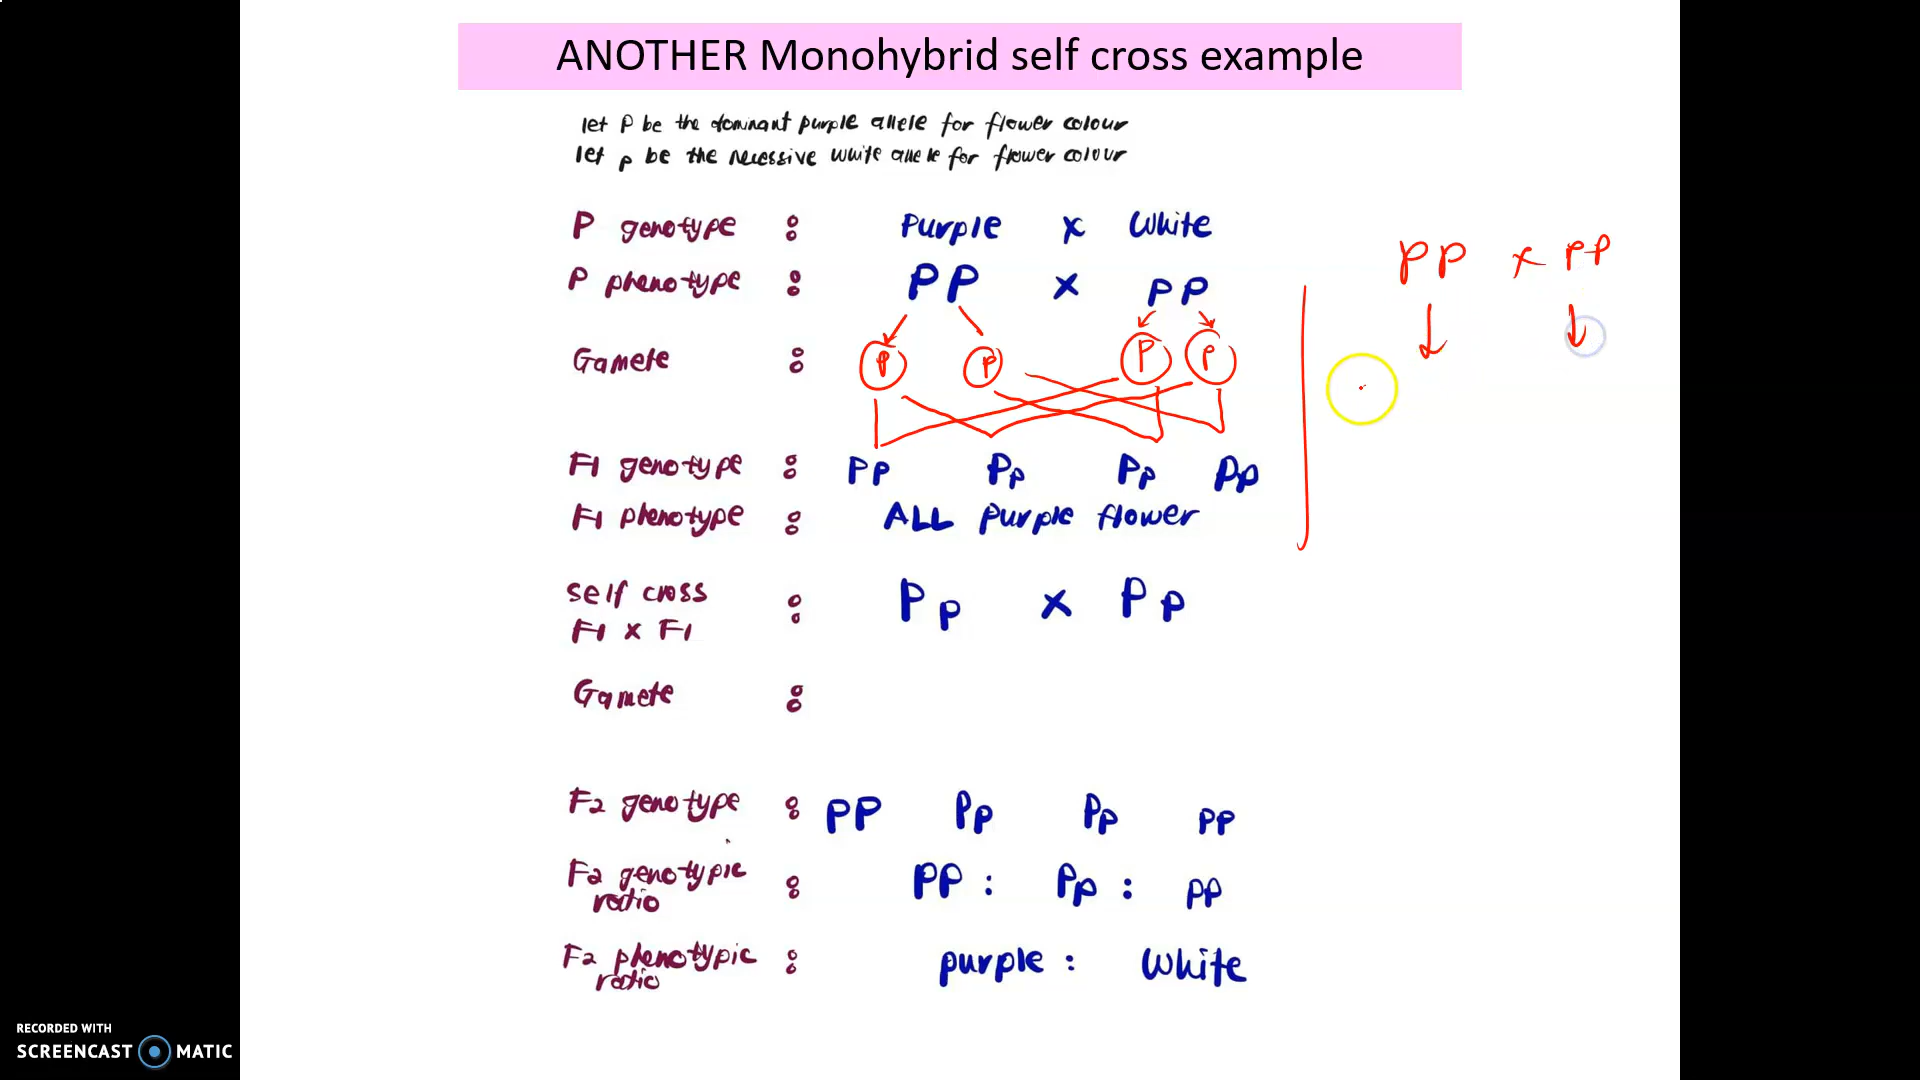 ANOTHER Monohybrid self cross example
let P be the dominant purple allele for flower colour
let p be the recessive white allele for flower colour
P genotype : Purple x White
P phenotype : PP x pp
PP x pp
Gamete : P P p p
F1 genotype : Pp Pp Pp Pp
F1 phenotype : ALL purple flower
Self cross : Pp x Pp
F1 x F1
Gamete :
F2 genotype : PP Pp Pp pp
F2 genotypic : PP : Pp : pp
ratio
F2 phenotypic : purple : White
ratio
RECORDED WITH
SCREENCAST MATIC